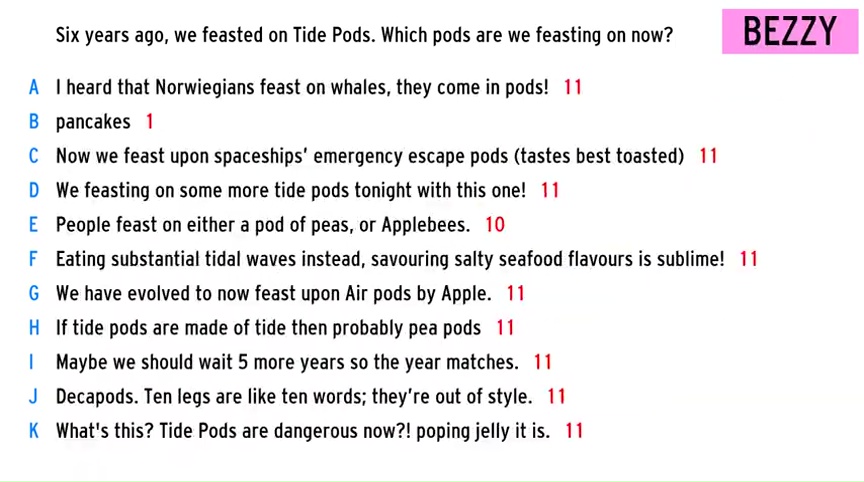 Six years ago, we feasted on Tide Pods. Which pods are we feasting on now?
BEZZY
A I heard that Norwiegians feast on whales, they come in pods! 11
B pancakes 1
C Now we feast upon spaceships’ emergency escape pods (tastes best toasted) 11
D We feasting on some more tide pods tonight with this one! 11
E People feast on either a pod of peas, or Applebees. 10
F Eating substantial tidal waves instead, savouring salty seafood flavours is sublime! 11
G We have evolved to now feast upon Air pods by Apple. 11
H If tide pods are made of tide then probably pea pods 11
I Maybe we should wait 5 more years so the year matches. 11
J Decapods. Ten legs are like ten words; they’re out of style. 11
K What's this? Tide Pods are dangerous now?! poping jelly it is. 11